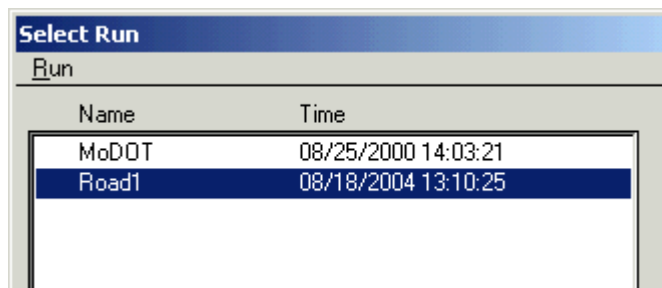 Select Run
Run
Name Time
MoDOT 08/25/2000 14:03:21
Road1 08/18/2004 13:10:25